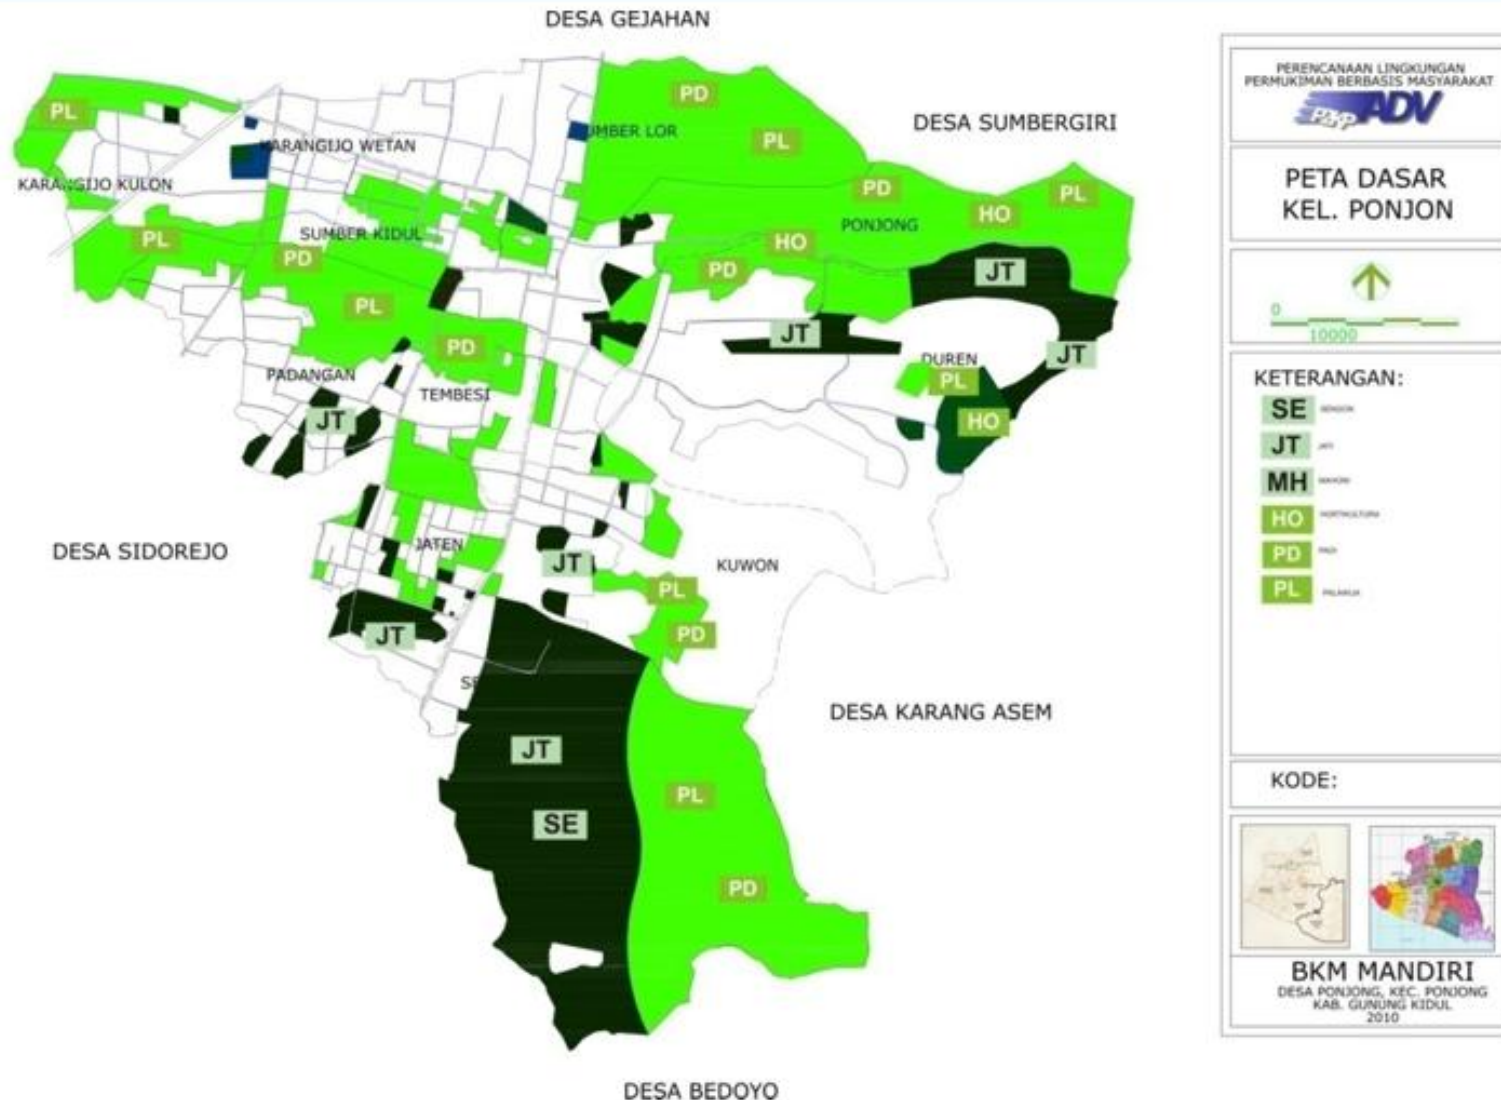 DESA GEJAHAN
PD
PL
UMBER LOR
DESA SUMBERGIRI
PL
KARANGIJO WETAN
KARANGIJO KULON
PD
PL
HO
PONJONG
PL
SUMBER KIDUL
HO
PD
PD
JT
PL
JT
PD
JT
DUREN
PADANGAN
PL
TEMBESI
JT
HO
DESA SIDOREJO
JATEN
JT
KUWON
PL
JT
PD
DESA KARANG ASEM
JT
PL
SE
PD
DESA BEDOYO
PERENCANAAN LINGKUNGAN
PERMUKIMAN BERBASIS MASYARAKAT
ADV
PETA DASAR
KEL. PONJON
0
10000
KETERANGAN:
SE
JT
MH
HO HORTIKULTURA
PD PADI
PL
KODE:
BKM MANDIRI
DESA PONJONG, KEC. PONJONG
KAB. GUNUNG KIDUL
2010